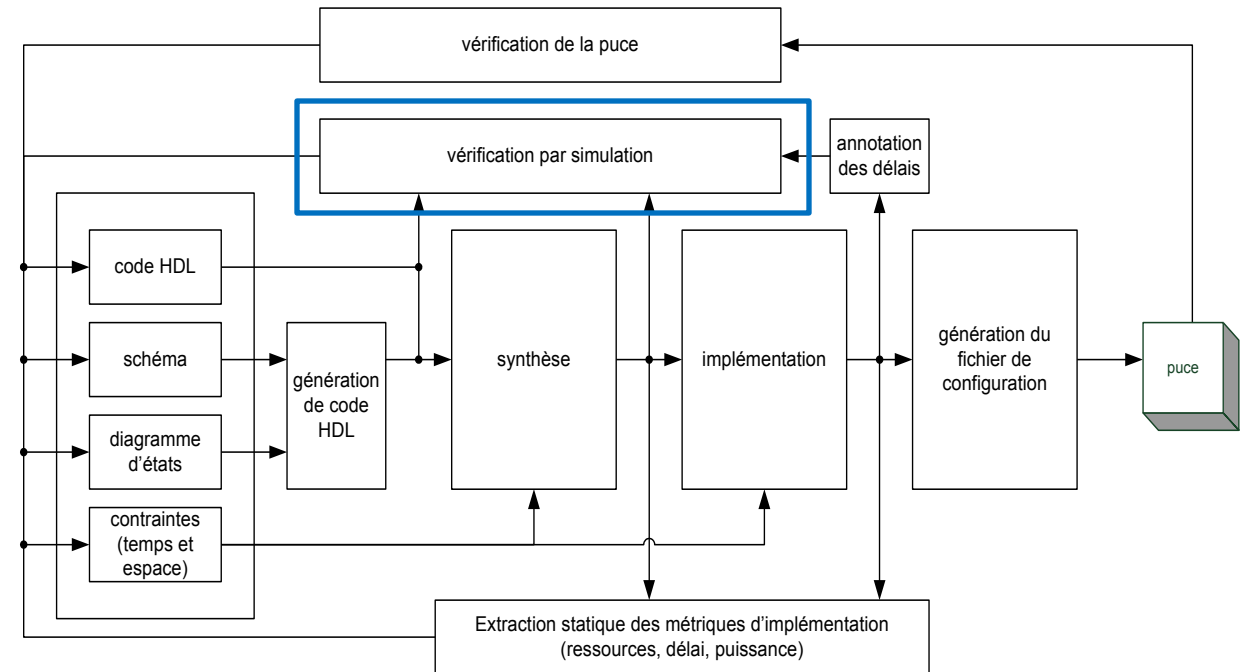 vérification de la puce
vérification par simulation
annotation
des délais
code HDL
schéma
diagramme
d'états
contraintes
(temps et
espace)
génération
de code
HDL
synthèse
implémentation
génération du
fichier de
configuration
puce
Extraction statique des métriques d'implémentation
(ressources, délai, puissance)